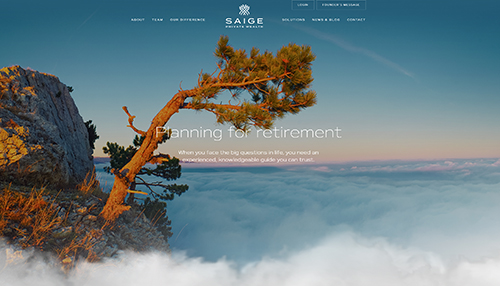 LOGIN
FOUNDER'S MESSAGE
SAIGE
PRIVATE WEALTH
ABOUT
TEAM
OUR DIFFERENCE
SOLUTIONS
NEWS & BLOG
CONTACT
Planning for retirement
When you face the big questions in life, you need an
experienced, knowledgeable guide you can trust.